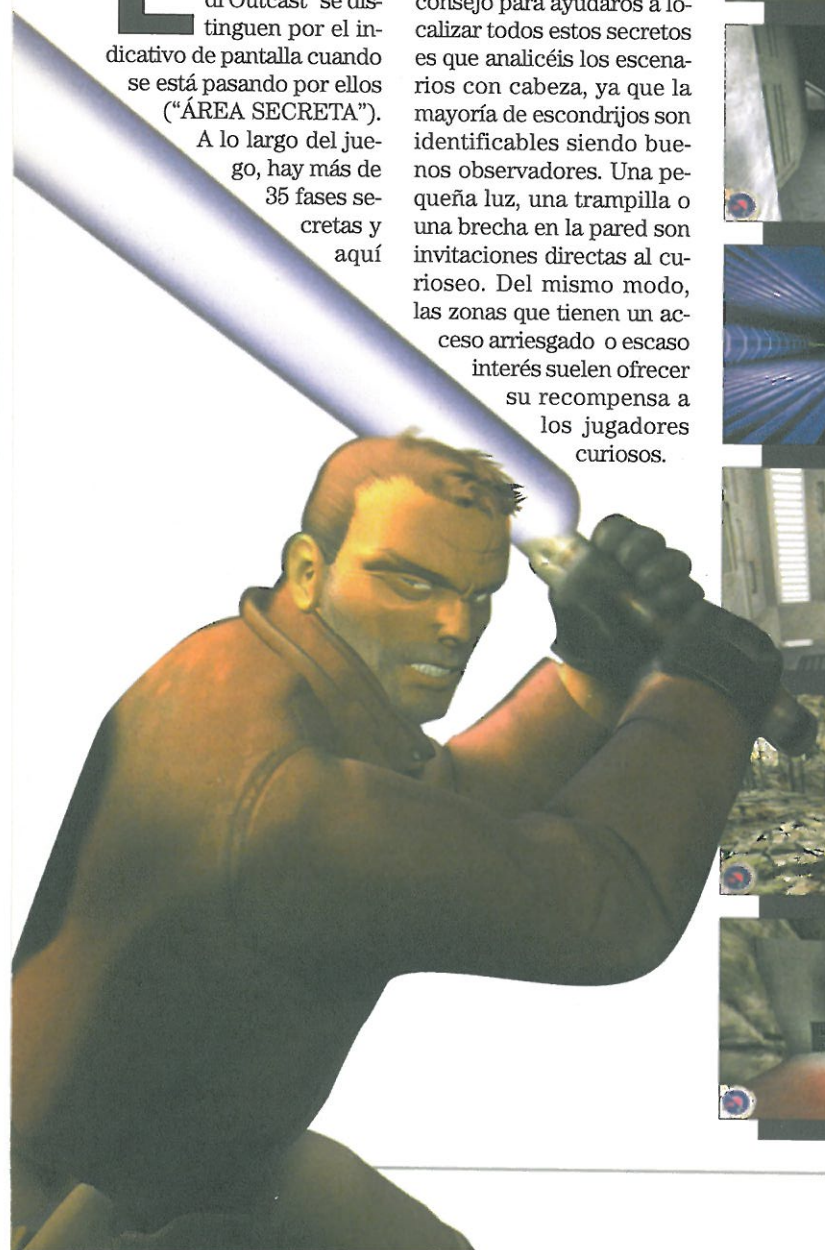 di Outcast" se dis-
tinguen por el in-
dicativo de pantalla cuando
se está pasando por ellos
("ÁREA SECRETA").
A lo largo del jue-
go, hay más de
35 fases se-
cretas y
aquí
consejo para ayudaros a lo-
calizar todos estos secretos
es que analicéis los escena-
rios con cabeza, ya que la
mayoría de escondrijos son
identificables siendo bue-
nos observadores. Una pe-
queña luz, una trampilla o
una brecha en la pared son
invitaciones directas al cu-
rioseo. Del mismo modo,
las zonas que tienen un ac-
ceso arriesgado o escaso
interés suelen ofrecer
su recompensa a
los jugadores
curiosos.